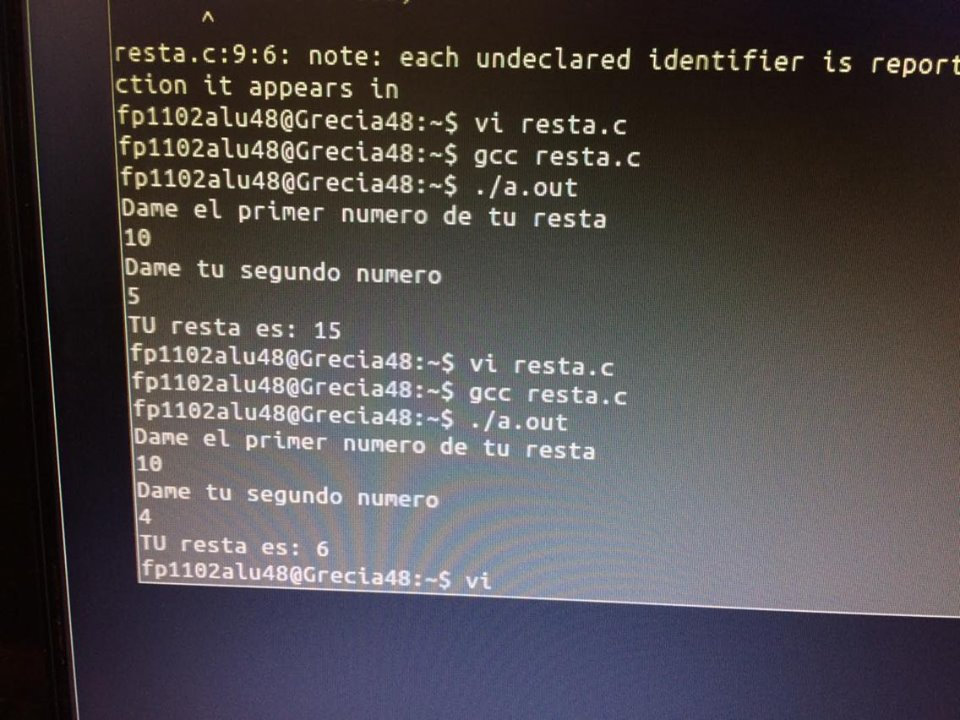 ^
resta.c:9:6: note: each undeclared identifier is report
ction it appears in
fp1102alu48@Grecia48:~$ vi resta.c
fp1102alu48@Grecia48:~$ gcc resta.c
fp1102alu48@Grecia48:~$ ./a.out
Dame el primer numero de tu resta
10
Dame tu segundo numero
5
TU resta es: 15
fp1102alu48@Grecia48:~$ vi resta.c
fp1102alu48@Grecia48:~$ gcc resta.c
fp1102alu48@Grecia48:~$ ./a.out
Dame el primer numero de tu resta
10
Dame tu segundo numero
4
TU resta es: 6
fp1102alu48@Grecia48:~$ vi